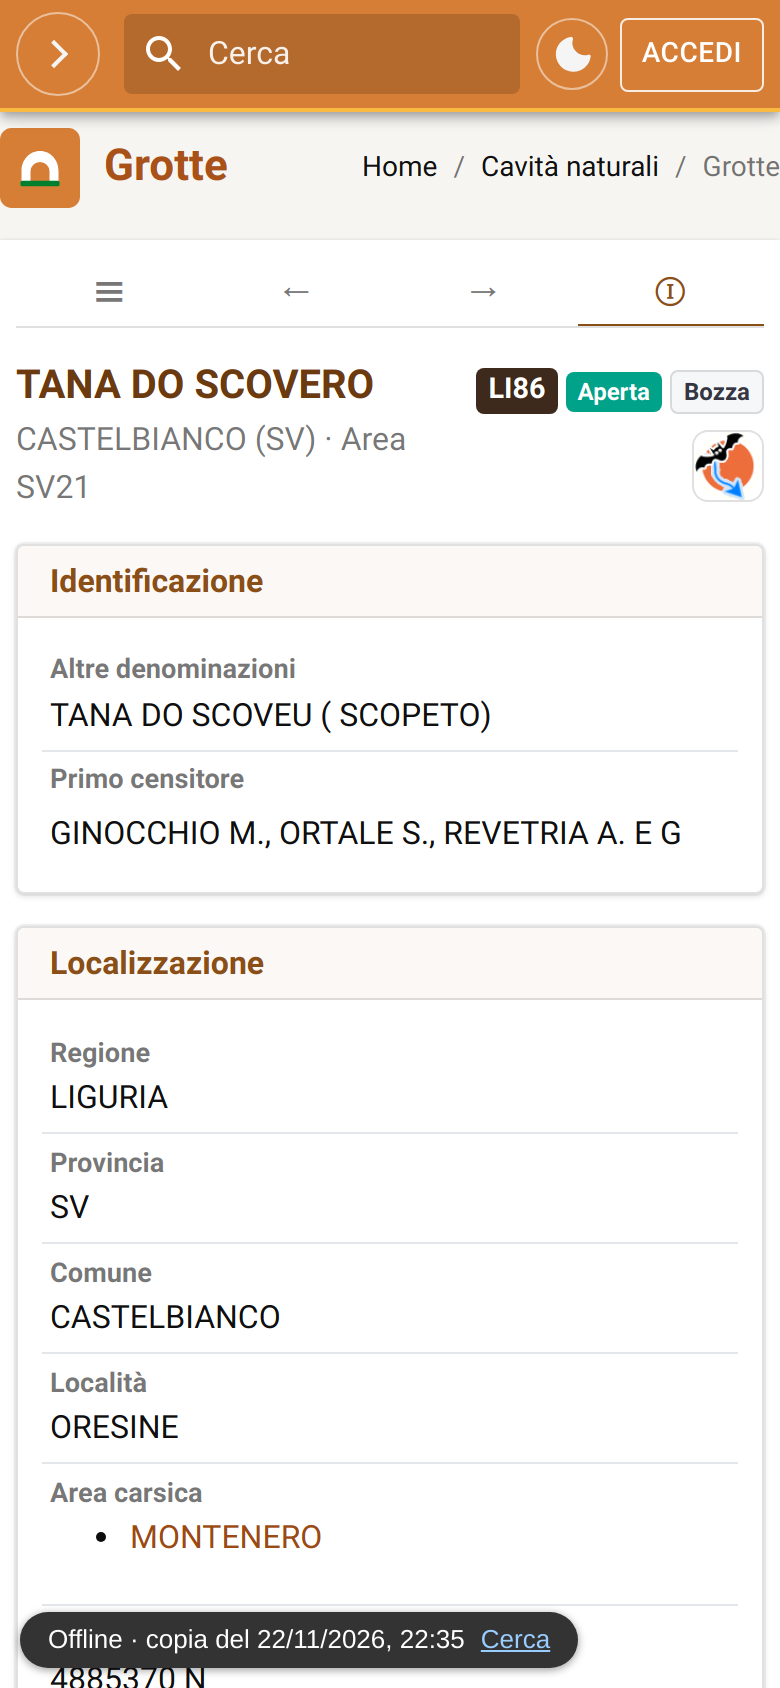 Cerca
ACCEDI
Grotte
Home / Cavità naturali / Grotte
TANA DO SCOVERO
LI86 Aperta Bozza
CASTELBIANCO (SV) · Area
SV21
Identificazione
Altre denominazioni
TANA DO SCOVEU ( SCOPETO)
Primo censitore
GINOCCHIO M., ORTALE S., REVETRIA A. E G
Localizzazione
Regione
LIGURIA
Provincia
SV
Comune
CASTELBIANCO
Località
ORESINE
Area carsica
• MONTENERO
Offline · copia del 22/11/2026, 22:35 Cerca
4885370 N